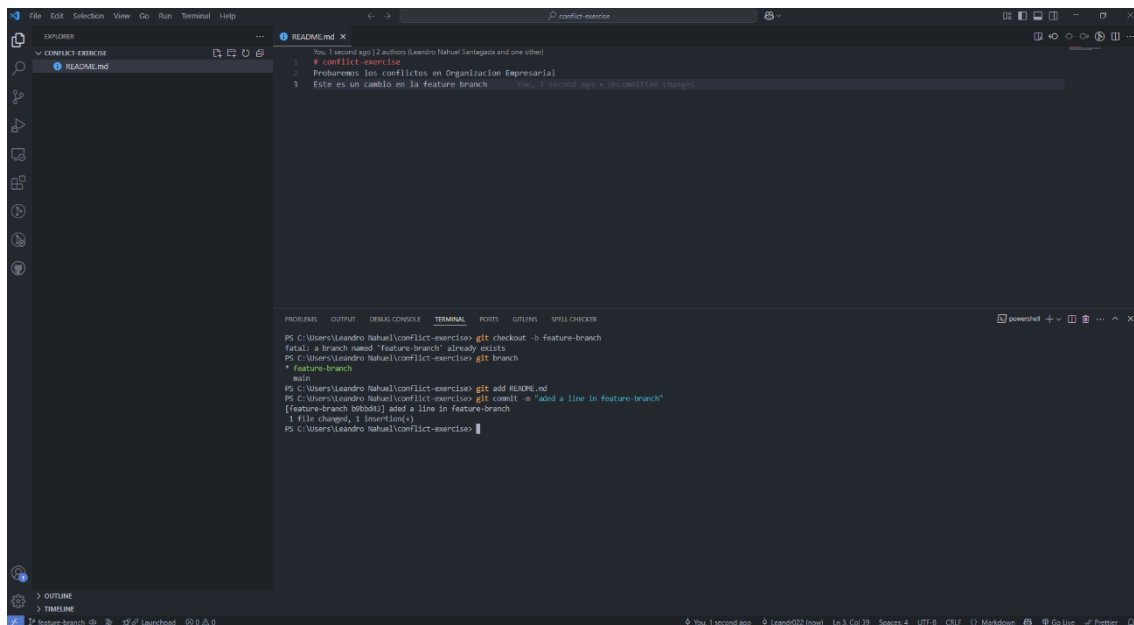 File Edit Selection View Go Run Terminal Help
conflict-exercise
EXPLORER
CONFLICT-EXERCISE
README.md
README.md
You, 1 second ago | 2 authors (Leandro Nahuel Santagada and one other)
1 # conflict-exercise
2 Probaremos los conflictos en Organizacion Empresarial
3 Este es un cambio en la feature branch You, 1 second ago • Uncommitted changes
PROBLEMS OUTPUT DEBUG CONSOLE TERMINAL PORTS GITLENS SPELL CHECKER
powershell
PS C:\Users\Leandro Nahuel\conflict-exercise> git checkout -b feature-branch
fatal: a branch named 'feature-branch' already exists
PS C:\Users\Leandro Nahuel\conflict-exercise> git branch
* feature-branch
main
PS C:\Users\Leandro Nahuel\conflict-exercise> git add README.md
PS C:\Users\Leandro Nahuel\conflict-exercise> git commit -m "aded a line in feature-branch"
[feature-branch b9bbd43] aded a line in feature-branch
1 file changed, 1 insertion(+)
PS C:\Users\Leandro Nahuel\conflict-exercise>
OUTLINE
TIMELINE
feature-branch Launchpad 0 0 You, 1 second ago Leandr022 (now) Ln 3, Col 39 Spaces: 4 UTF-8 CRLF {} Markdown Go Live Prettier